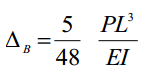 Δ_B = 5/48 PL³/EI